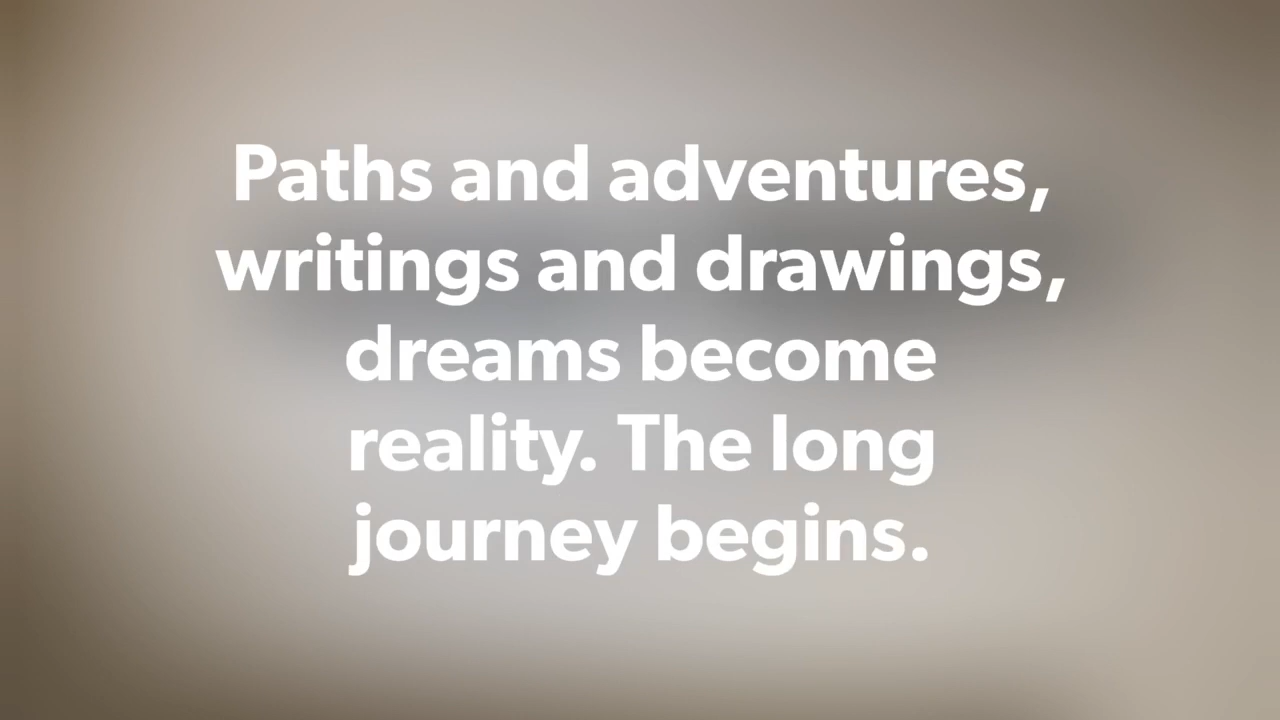 Paths and adventures,
writings and drawings,
dreams become
reality. The long
journey begins.